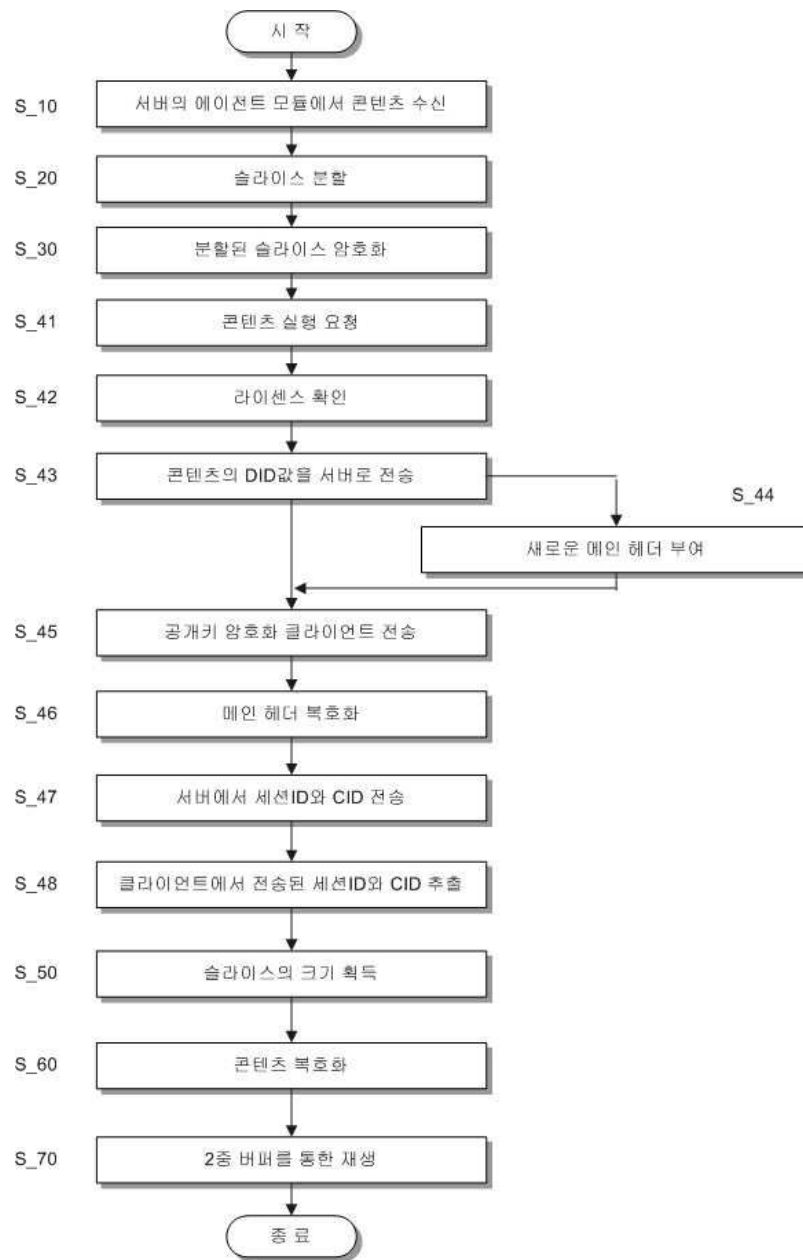 시 작
S_10 서버의 에이전트 모듈에서 콘텐츠 수신
S_20 슬라이스 분할
S_30 분할된 슬라이스 암호화
S_41 콘텐츠 실행 요청
S_42 라이센스 확인
S_43 콘텐츠의 DID값을 서버로 전송
S_44
새로운 메인 헤더 부여
S_45 공개키 암호화 클라이언트 전송
S_46 메인 헤더 복호화
S_47 서버에서 세션ID와 CID 전송
S_48 클라이언트에서 전송된 세션ID와 CID 추출
S_50 슬라이스의 크기 획득
S_60 콘텐츠 복호화
S_70 2중 버퍼를 통한 재생
종 료